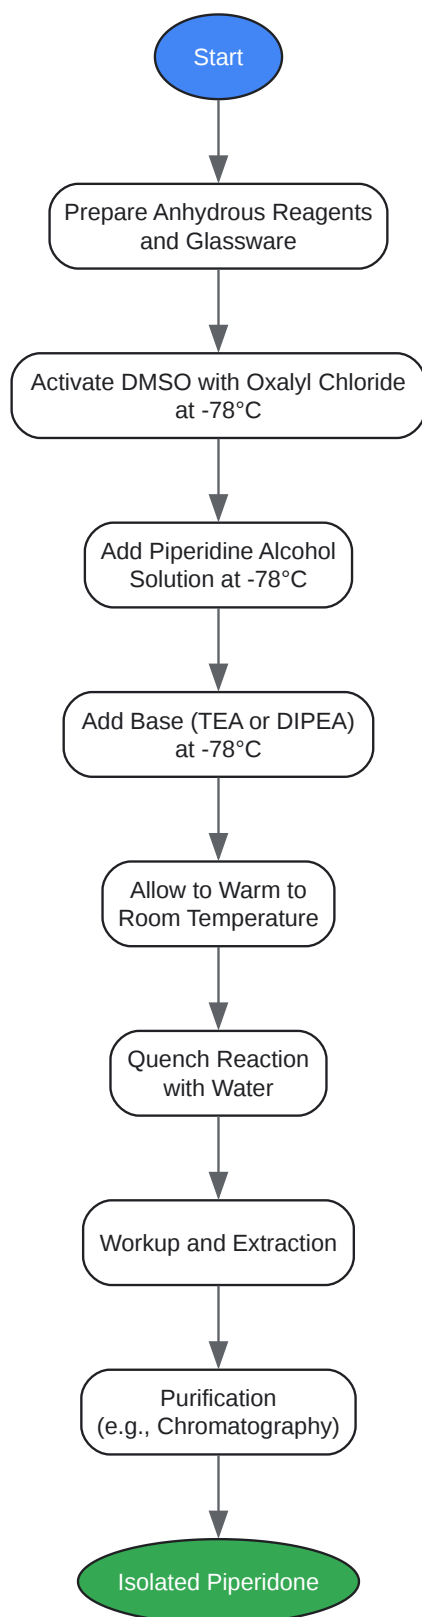 Start
Prepare Anhydrous Reagents
and Glassware
Activate DMSO with Oxalyl Chloride
at -78°C
Add Piperidine Alcohol
Solution at -78°C
Add Base (TEA or DIPEA)
at -78°C
Allow to Warm to
Room Temperature
Quench Reaction
with Water
Workup and Extraction
Purification
(e.g., Chromatography)
Isolated Piperidone